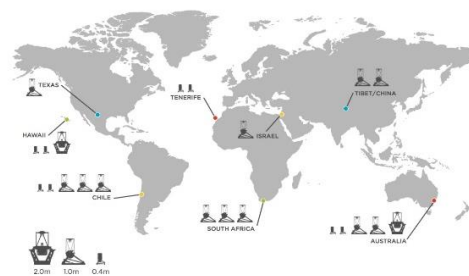 TEXAS
TENERIFE
TIBET/CHINA
HAWAII
ISRAEL
CHILE
SOUTH AFRICA
AUSTRALIA
2.0m 1.0m 0.4m